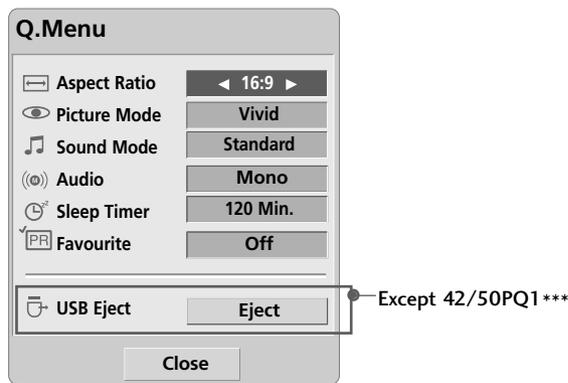 Q.Menu
Aspect Ratio ◄ 16:9 ►
Picture Mode Vivid
Sound Mode Standard
Audio Mono
Sleep Timer 120 Min.
PR Favourite Off
USB Eject Eject
Except 42/50PQ1***
Close